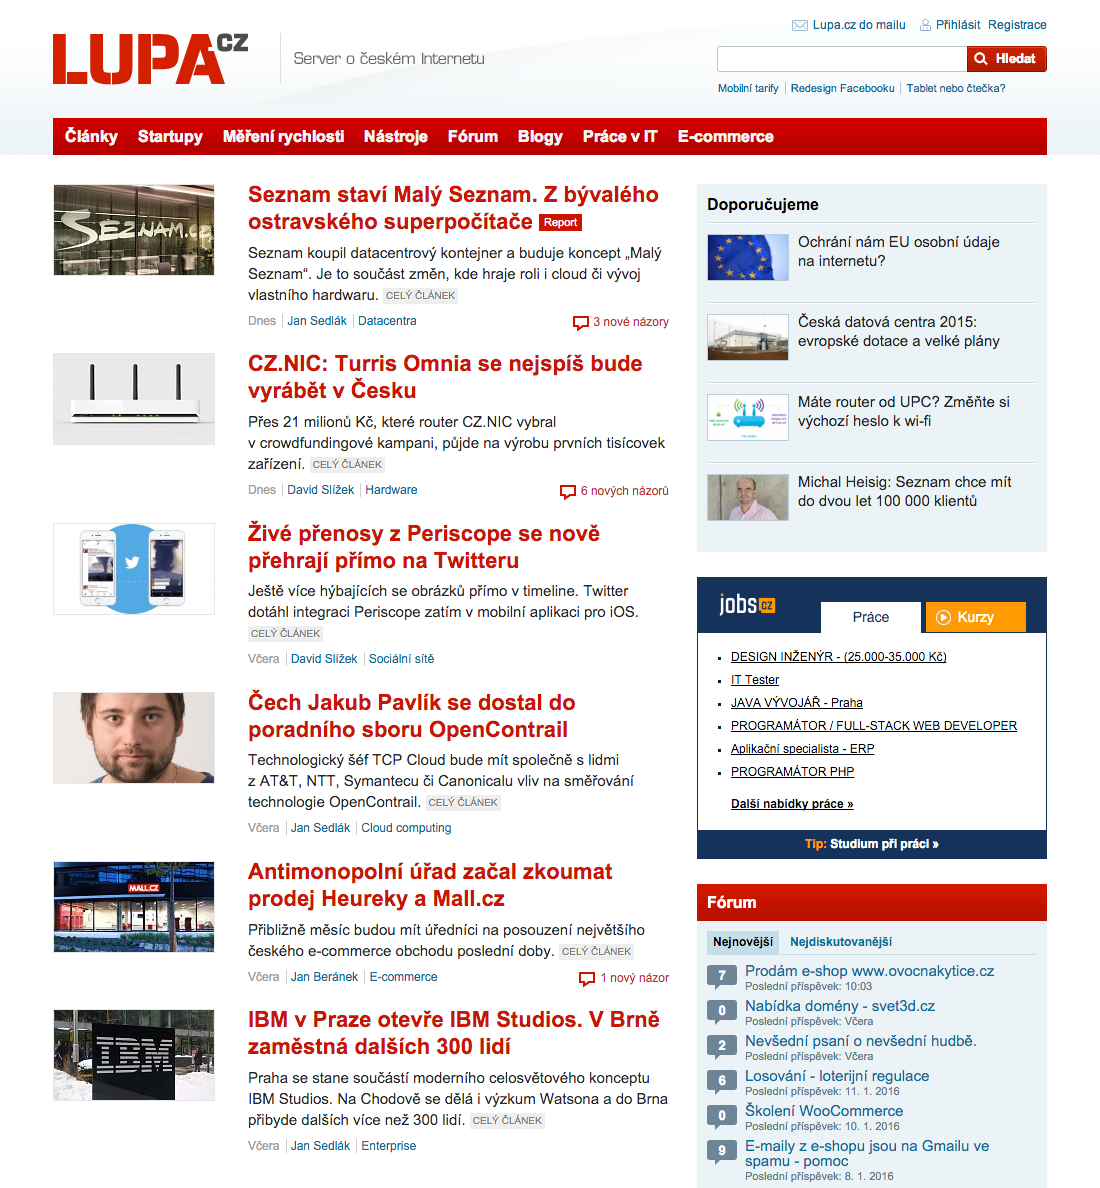 LUPA CZ
Server o českém Internetu
Lupa.cz do mailu
Přihlásit
Registrace
Hledat
Mobilní tarify
Redesign Facebooku
Tablet nebo čtečka?
Články
Startupy
Měření rychlosti
Nástroje
Fórum
Blogy
Práce v IT
E-commerce
SEZNAM.cz
Seznam staví Malý Seznam. Z bývalého
ostravského superpočítače Report
Seznam koupil datacentrový kontejner a buduje koncept „Malý
Seznam“. Je to součást změn, kde hraje roli i cloud či vývoj
vlastního hardwaru. CELÝ ČLÁNEK
Dnes Jan Sedlák Datacentra
3 nové názory
CZ.NIC: Turris Omnia se nejspíš bude
vyrábět v Česku
Přes 21 milionů Kč, které router CZ.NIC vybral
v crowdfundingové kampani, půjde na výrobu prvních tisícovek
zařízení. CELÝ ČLÁNEK
Dnes David Slížek Hardware
6 nových názorů
Živé přenosy z Periscope se nově
přehrají přímo na Twitteru
Ještě více hýbajících se obrázků přímo v timeline. Twitter
dotáhl integraci Periscope zatím v mobilní aplikaci pro iOS.
CELÝ ČLÁNEK
Včera David Slížek Sociální sítě
Čech Jakub Pavlík se dostal do
poradního sboru OpenContrail
Technologický šéf TCP Cloud bude mít společně s lidmi
z AT&T, NTT, Symantecu či Canonicalu vliv na směřování
technologie OpenContrail. CELÝ ČLÁNEK
Včera Jan Sedlák Cloud computing
MALL.CZ
Antimonopolní úřad začal zkoumat
prodej Heureky a Mall.cz
Přibližně měsíc budou mít úředníci na posouzení největšího
českého e-commerce obchodu poslední doby. CELÝ ČLÁNEK
Včera Jan Beránek E-commerce
1 nový názor
IBM
IBM v Praze otevře IBM Studios. V Brně
zaměstná dalších 300 lidí
Praha se stane součástí moderního celosvětového konceptu
IBM Studios. Na Chodově se dělá i výzkum Watsona a do Brna
přibyde dalších více než 300 lidí. CELÝ ČLÁNEK
Včera Jan Sedlák Enterprise
Doporučujeme
Ochrání nám EU osobní údaje
na internetu?
Česká datová centra 2015:
evropské dotace a velké plány
Máte router od UPC? Změňte si
výchozí heslo k wi-fi
Michal Heisig: Seznam chce mít
do dvou let 100 000 klientů
jobs CZ
Práce
Kurzy
DESIGN INŽENÝR - (25.000-35.000 Kč)
IT Tester
JAVA VÝVOJÁŘ - Praha
PROGRAMÁTOR / FULL-STACK WEB DEVELOPER
Aplikační specialista - ERP
PROGRAMÁTOR PHP
Další nabídky práce »
Tip: Studium při práci »
Fórum
Nejnovější
Nejdiskutovanější
7 Prodám e-shop www.ovocnakytice.cz
Poslední příspěvek: 10:03
0 Nabídka domény - svet3d.cz
Poslední příspěvek: Včera
2 Nevšední psaní o nevšední hudbě.
Poslední příspěvek: Včera
6 Losování - loterijní regulace
Poslední příspěvek: 11. 1. 2016
0 Školení WooCommerce
Poslední příspěvek: 10. 1. 2016
9 E-maily z e-shopu jsou na Gmailu ve
spamu - pomoc
Poslední příspěvek: 8. 1. 2016